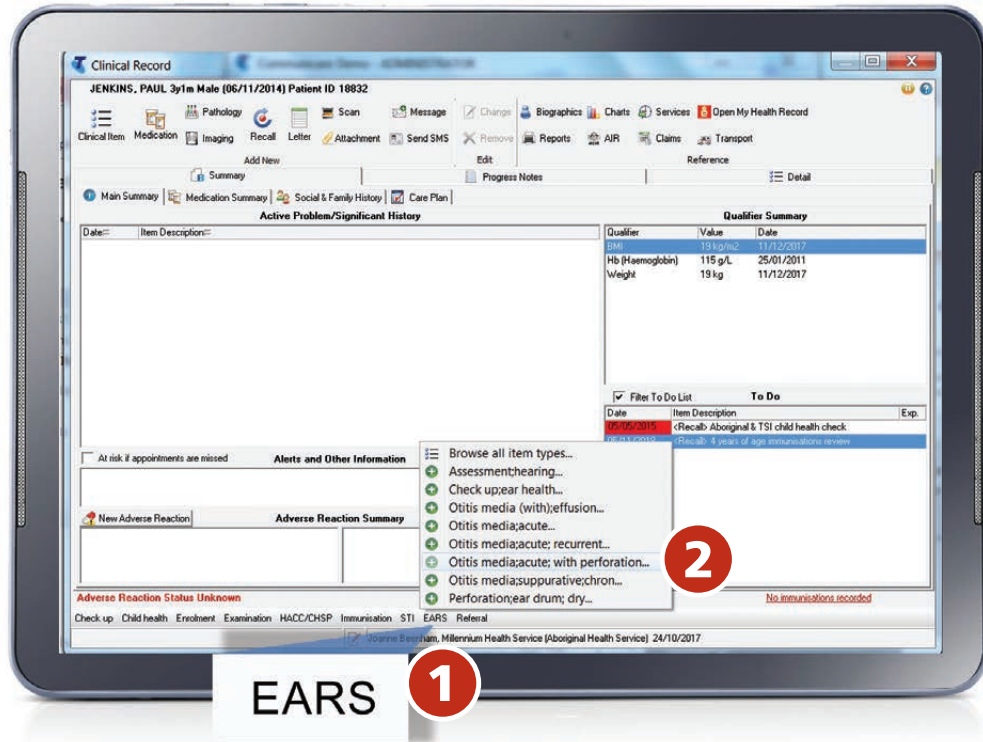 Clinical Record
JENKINS, PAUL 3y1m Male (06/11/2014) Patient ID 18832
Clinical Item
Medication
Pathology
Imaging
Recall
Letter
Scan
Attachment
Message
Send SMS
Change
Remove
Biographics
Reports
Charts
AIR
Services
Claims
Open My Health Record
Transport
Add New
Edit
Reference
Summary
Progress Notes
Detail
Main Summary
Medication Summary
Social & Family History
Care Plan
Active Problem/Significant History
Date
Item Description
Qualifier Summary
Qualifier Value Date
BMI 19 kg/m2 11/12/2017
Hb (Haemoglobin) 115 g/L 25/01/2011
Weight 19 kg 11/12/2017
Filter To Do List
To Do
Date Item Description Exp.
05/05/2015 <Recall> Aboriginal & TSI child health check
<Recall> 4 years of age immunisations review
At risk if appointments are missed
Alerts and Other Information
New Adverse Reaction
Adverse Reaction Summary
Browse all item types...
Assessment;hearing...
Check up;ear health...
Otitis media (with);effusion...
Otitis media;acute...
Otitis media;acute; recurrent...
Otitis media;acute; with perforation...
Otitis media;suppurative;chron...
Perforation;ear drum; dry...
2
Adverse Reaction Status Unknown
No immunisations recorded
Check up Child health Enrolment Examination HACC/CHSP Immunisation STI EARS Referral
Millennium Health Service (Aboriginal Health Service) 24/10/2017
EARS
1